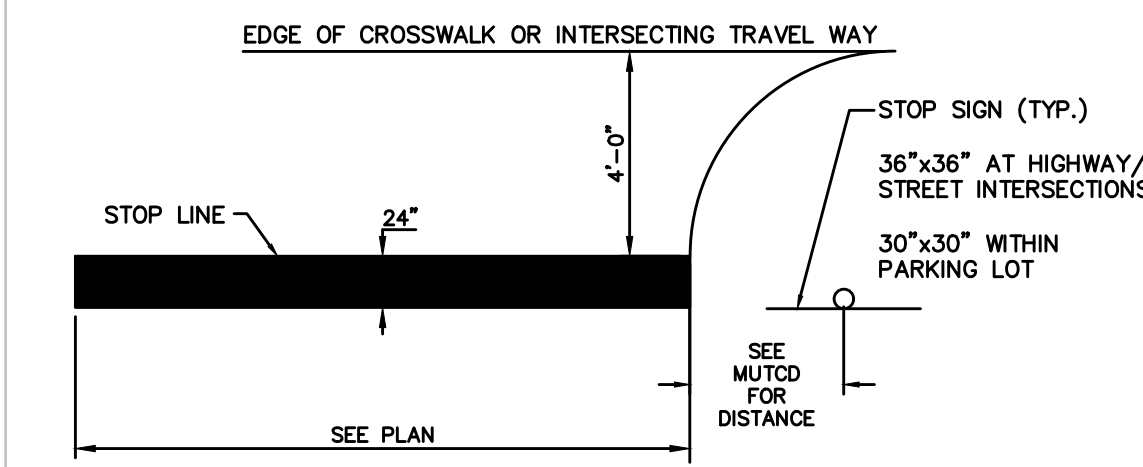 EDGE OF CROSSWALK OR INTERSECTING TRAVEL WAY
STOP SIGN (TYP.)
4'-0"
36"x36" AT HIGHWAY/
STREET INTERSECTIONS
STOP LINE
24"
30"x30" WITHIN
PARKING LOT
SEE
MUTCD
FOR
DISTANCE
SEE PLAN